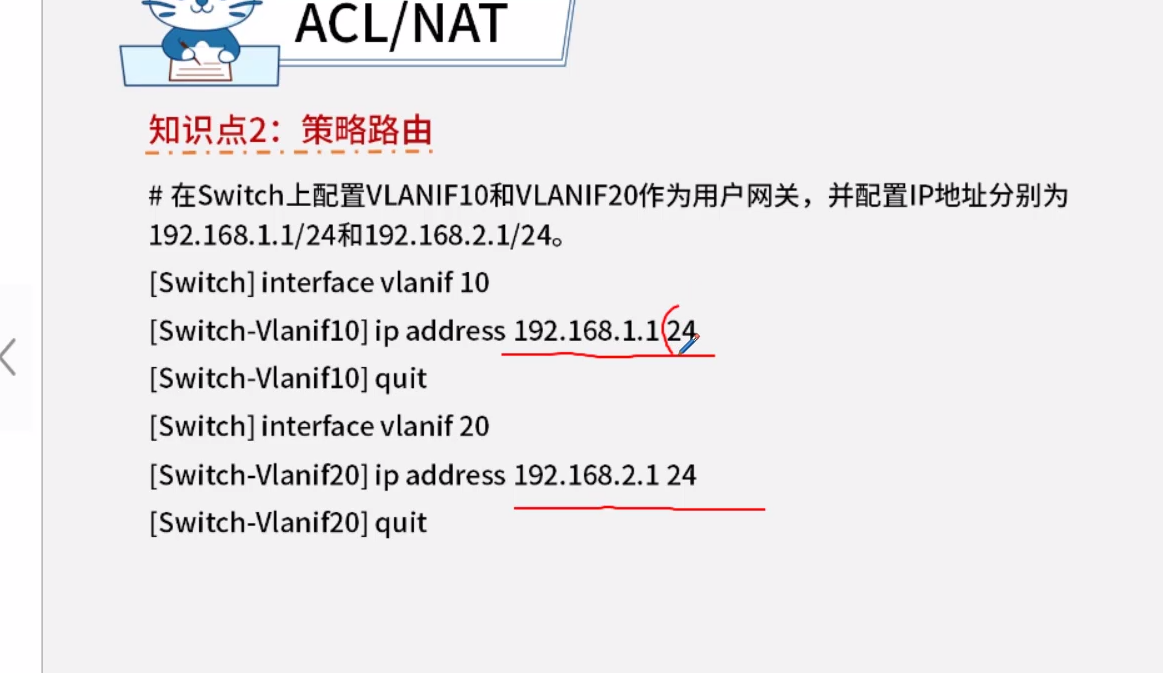 ACL/NAT
知识点2：策略路由
# 在Switch上配置VLANIF10和VLANIF20作为用户网关，并配置IP地址分别为
192.168.1.1/24和192.168.2.1/24。
[Switch] interface vlanif 10
[Switch-Vlanif10] ip address 192.168.1.1 24
[Switch-Vlanif10] quit
[Switch] interface vlanif 20
[Switch-Vlanif20] ip address 192.168.2.1 24
[Switch-Vlanif20] quit